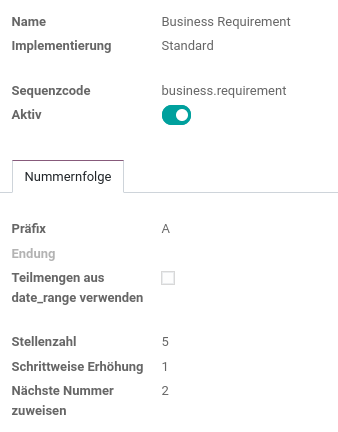 Name Business Requirement
Implementierung Standard
Sequenzcode business.requirement
Aktiv
Nummernfolge
Präfix A
Endung
Teilmengen aus
date_range verwenden
Stellenzahl 5
Schrittweise Erhöhung 1
Nächste Nummer 2
zuweisen